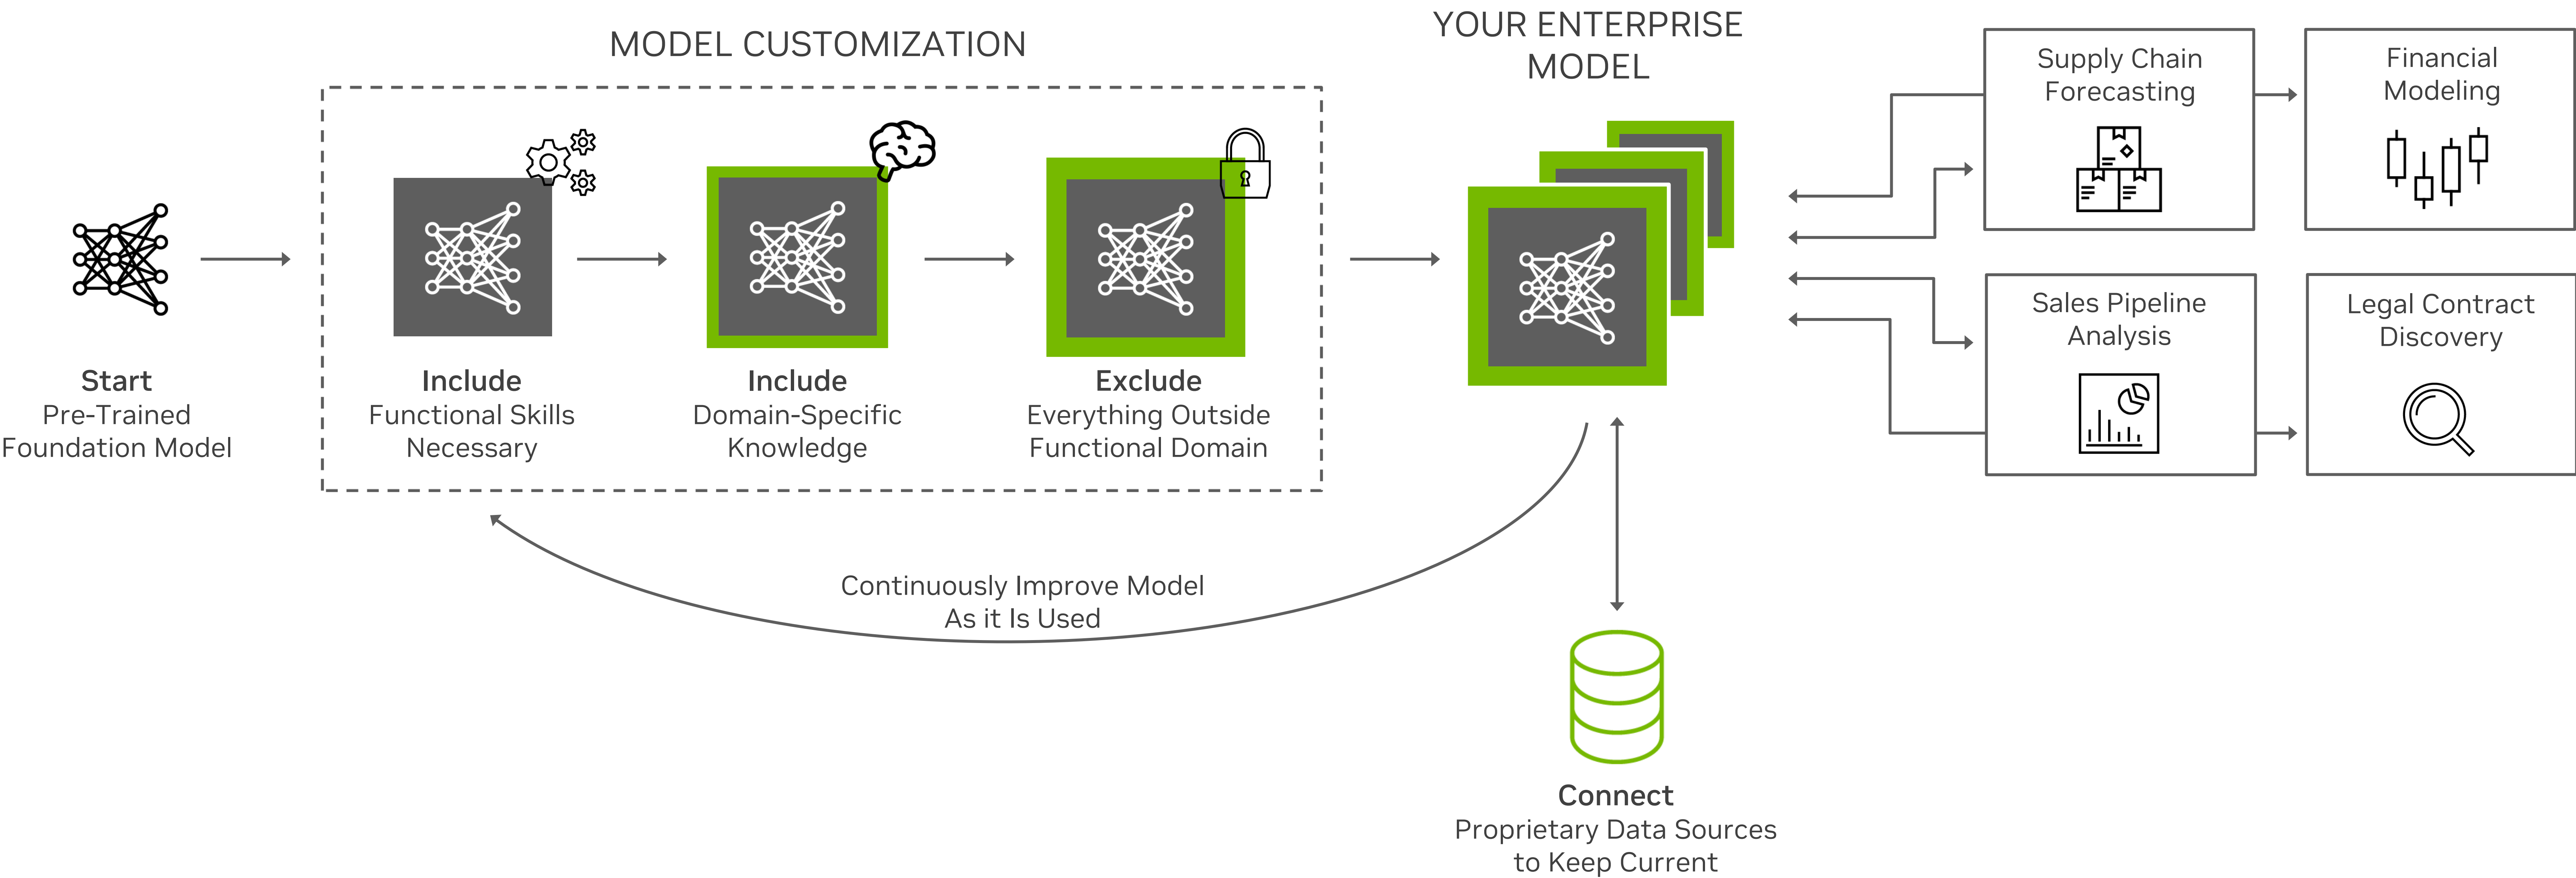 MODEL CUSTOMIZATION
YOUR ENTERPRISE
MODEL
Start
Pre-Trained
Foundation Model
Include
Functional Skills
Necessary
Include
Domain-Specific
Knowledge
Exclude
Everything Outside
Functional Domain
Continuously Improve Model
As it Is Used
Connect
Proprietary Data Sources
to Keep Current
Supply Chain
Forecasting
Financial
Modeling
Sales Pipeline
Analysis
Legal Contract
Discovery